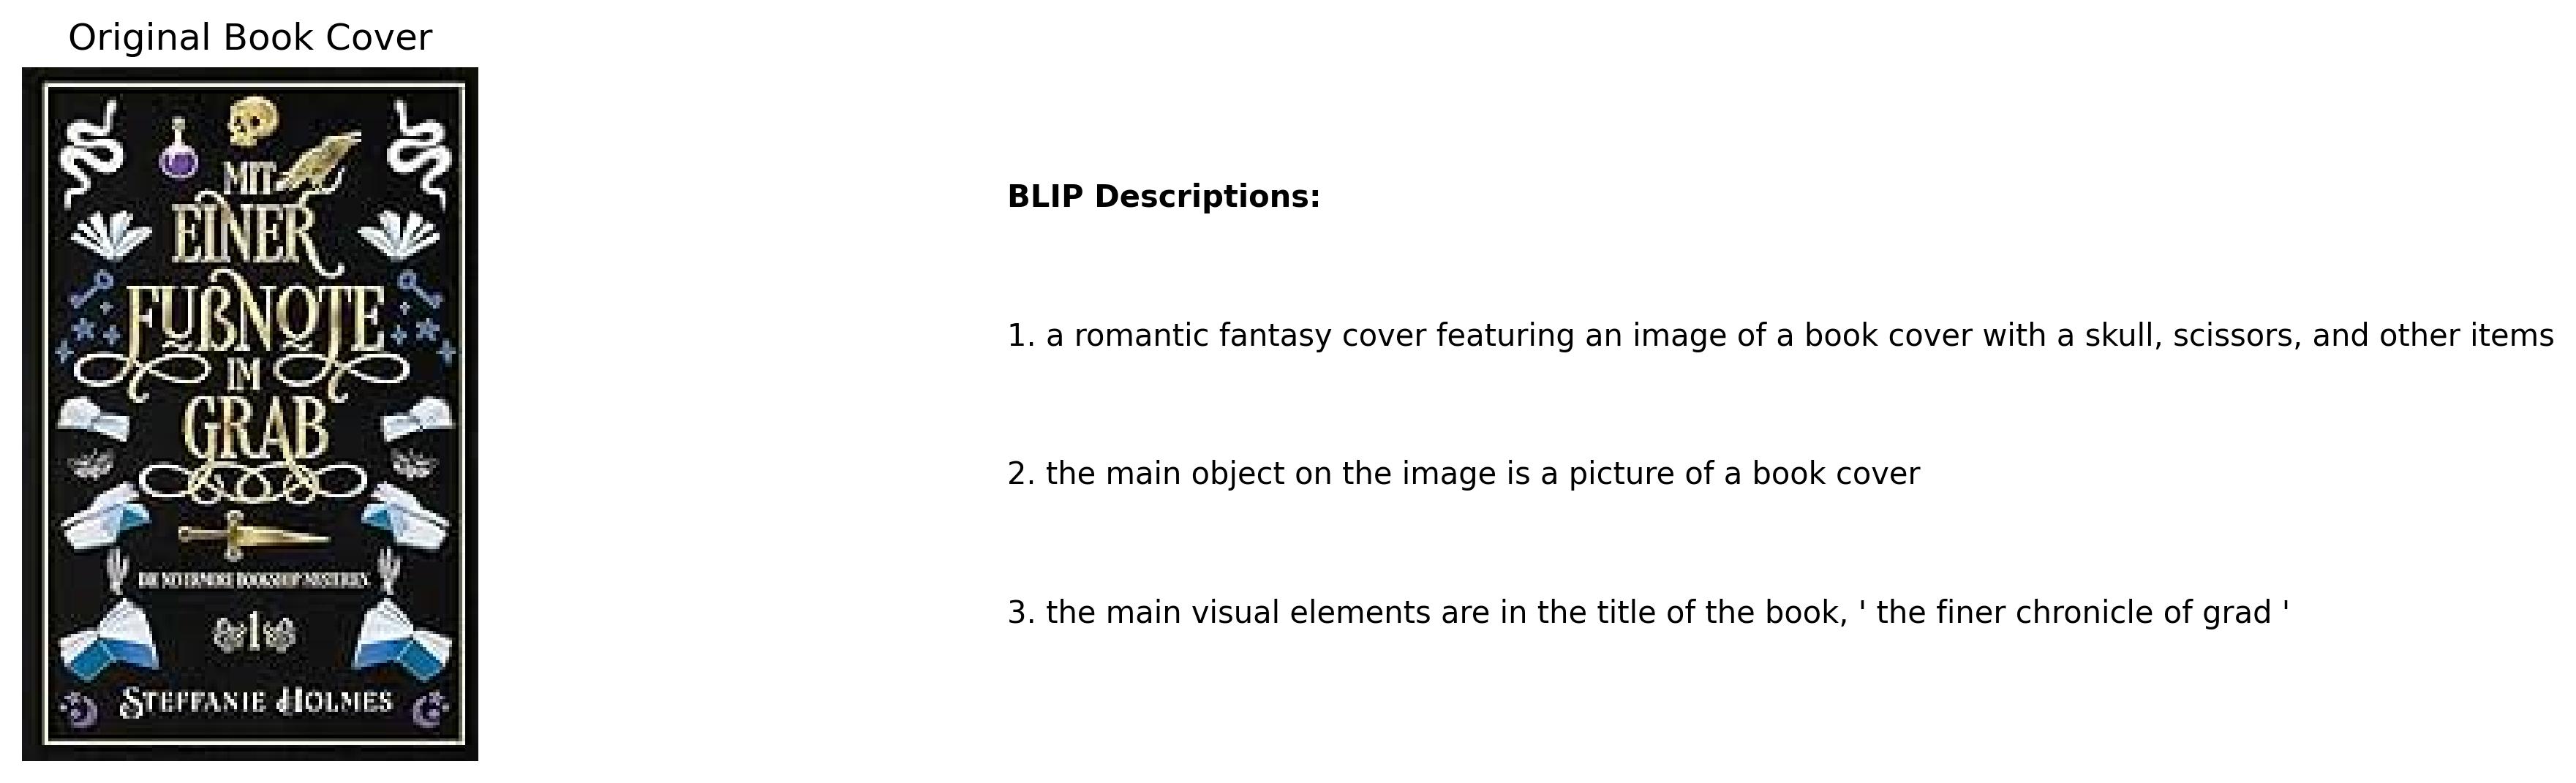 Original Book Cover
MIT
EINER
FUßNOTE
IM
GRAB
DIE NEVERMORE BOOKSHOP MYSTERIEN
1
STEFFANIE HOLMES
BLIP Descriptions:
1. a romantic fantasy cover featuring an image of a book cover with a skull, scissors, and other items
2. the main object on the image is a picture of a book cover
3. the main visual elements are in the title of the book, ' the finer chronicle of grad '